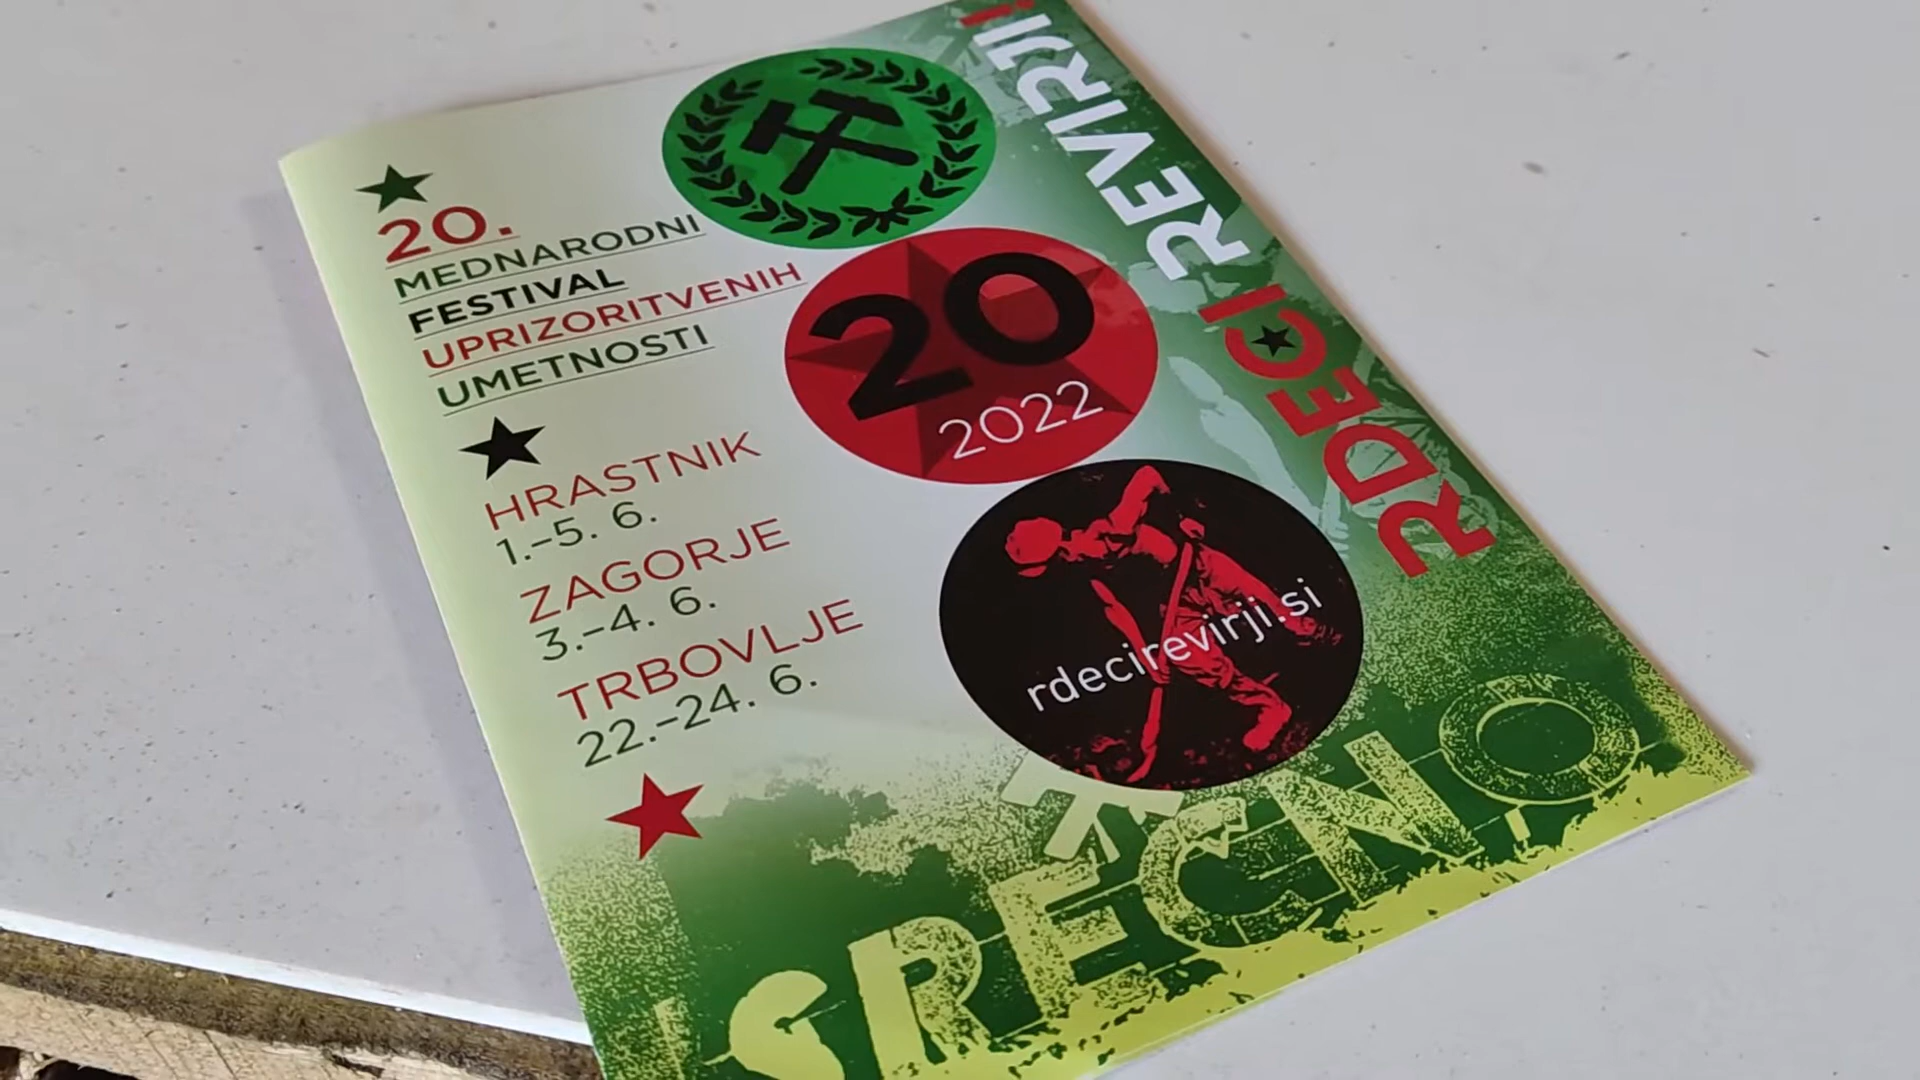 20.
MEDNARODNI
FESTIVAL
UPRIZORITVENIH
UMETNOSTI
HRASTNIK
1.–5. 6.
ZAGORJE
3.–4. 6.
TRBOVLJE
22.–24. 6.
20
2022
rdecirevirji.si
RDEČI REVIRJI!
SREČNO